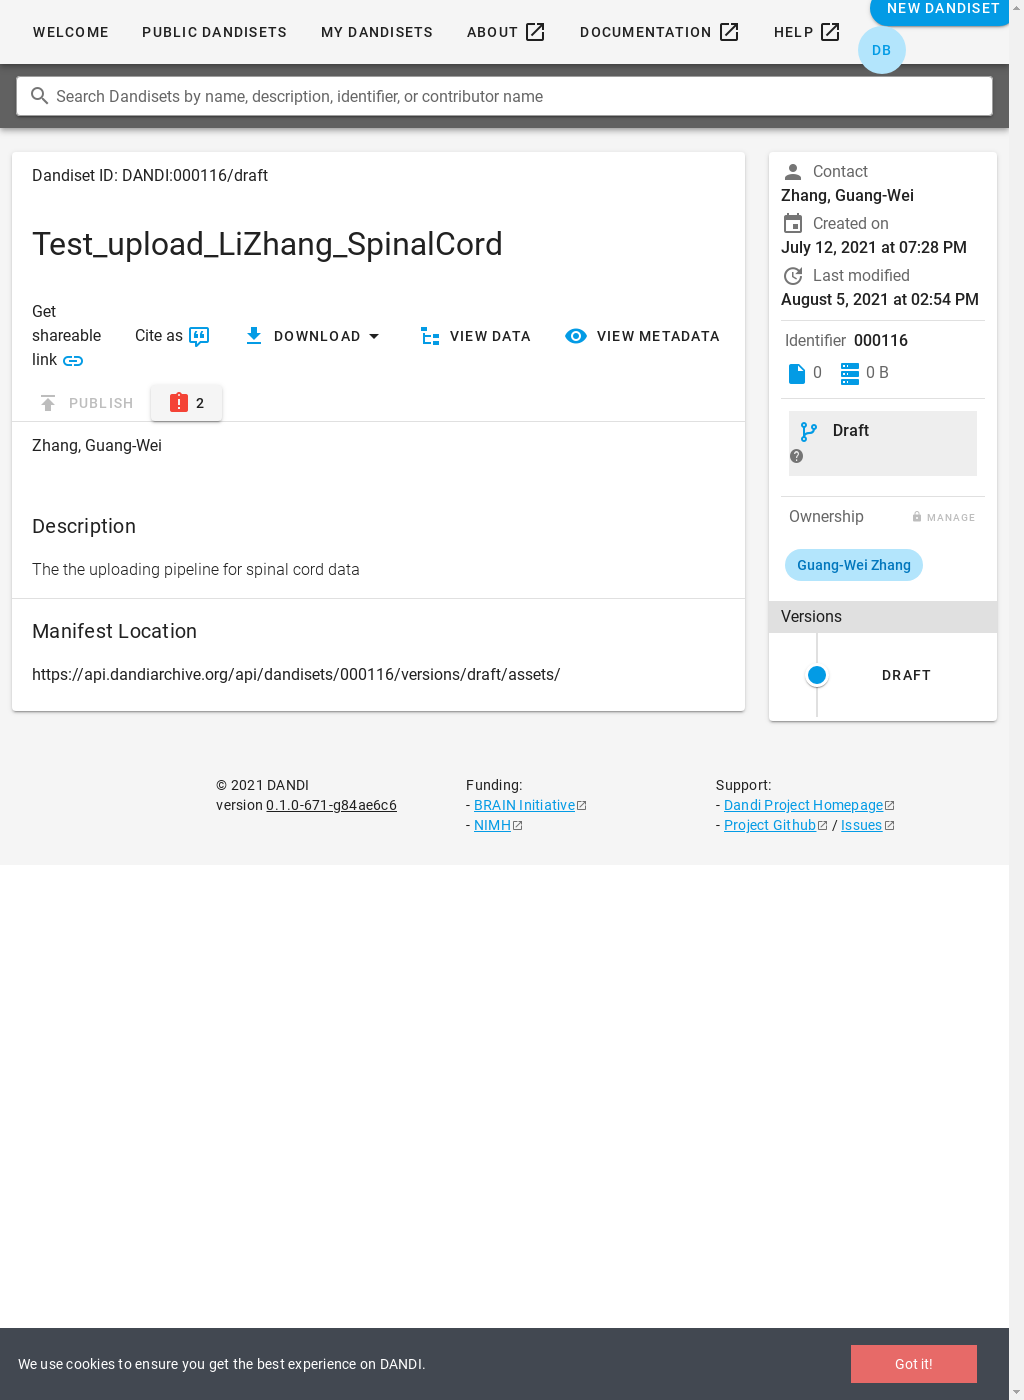 WELCOME
PUBLIC DANDISETS
MY DANDISETS
ABOUT
DOCUMENTATION
HELP
NEW DANDISET
DB
Search Dandisets by name, description, identifier, or contributor name
Dandiset ID: DANDI:000116/draft
Test_upload_LiZhang_SpinalCord
Get
shareable
link
Cite as
DOWNLOAD
VIEW DATA
VIEW METADATA
PUBLISH
2
Zhang, Guang-Wei
Description
The the uploading pipeline for spinal cord data
Manifest Location
https://api.dandiarchive.org/api/dandisets/000116/versions/draft/assets/
Contact
Zhang, Guang-Wei
Created on
July 12, 2021 at 07:28 PM
Last modified
August 5, 2021 at 02:54 PM
Identifier 000116
0
0 B
Draft
Ownership
MANAGE
Guang-Wei Zhang
Versions
DRAFT
© 2021 DANDI
version 0.1.0-671-g84ae6c6
Funding:
- BRAIN Initiative
- NIMH
Support:
- Dandi Project Homepage
- Project Github / Issues
We use cookies to ensure you get the best experience on DANDI.
Got it!